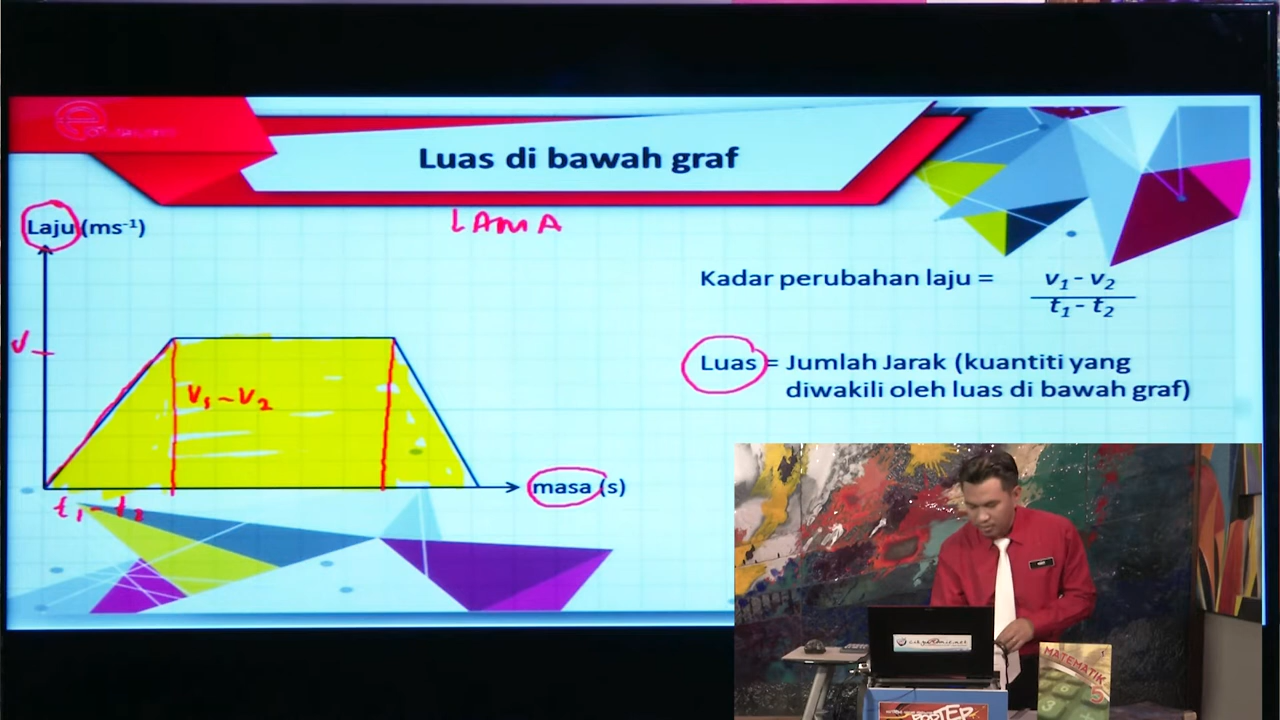 Luas di bawah graf
LAMA
Laju (ms⁻¹)
Kadar perubahan laju = v₁ - v₂
t₁ - t₂
v
Luas = Jumlah Jarak (kuantiti yang
diwakili oleh luas di bawah graf)
v₁ - v₂
masa (s)
t₁ - t₂
MATEMATIK
5